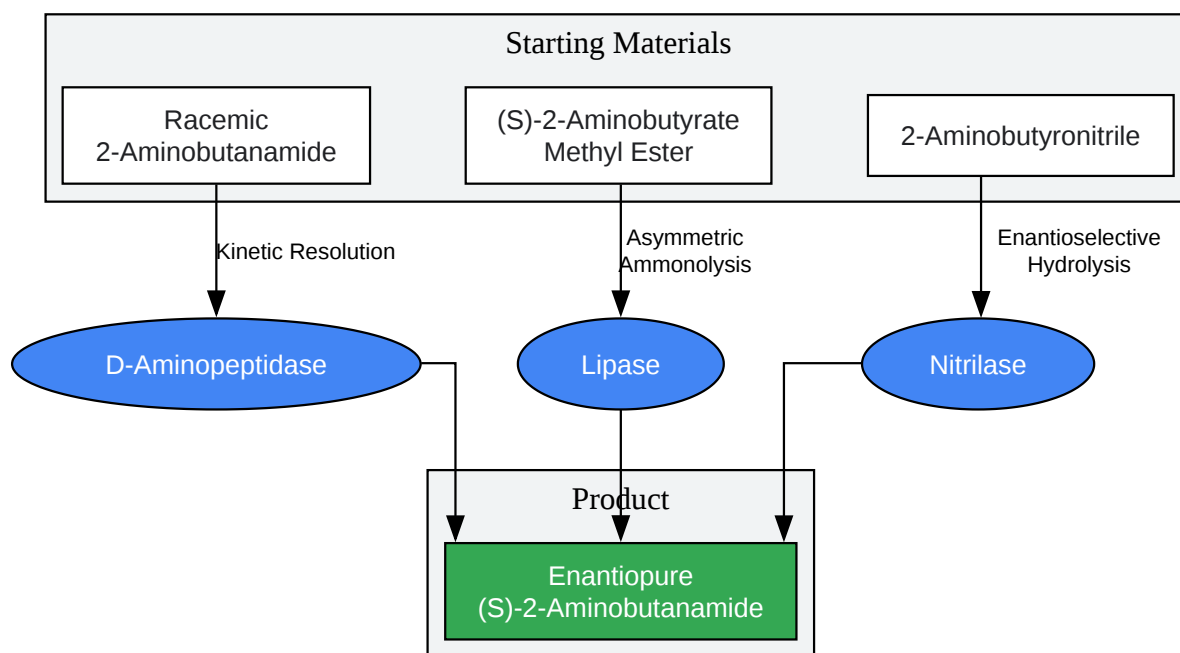 Starting Materials
Racemic
2-Aminobutanamide
(S)-2-Aminobutyrate
Methyl Ester
2-Aminobutyronitrile
Kinetic Resolution
Asymmetric
Ammonolysis
Enantioselective
Hydrolysis
D-Aminopeptidase
Lipase
Nitrilase
Product
Enantiopure
(S)-2-Aminobutanamide